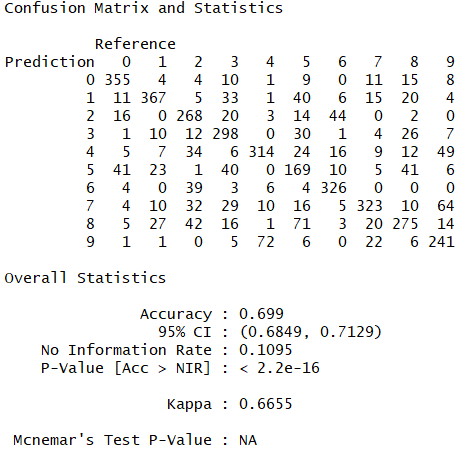 Confusion Matrix and Statistics
Reference
Prediction 0 1 2 3 4 5 6 7 8 9
0 355 4 4 10 1 9 0 11 15 8
1 11 367 5 33 1 40 6 15 20 4
2 16 0 268 20 3 14 44 0 2 0
3 1 10 12 298 0 30 1 4 26 7
4 5 7 34 6 314 24 16 9 12 49
5 41 23 1 40 0 169 10 5 41 6
6 4 0 39 3 6 4 326 0 0 0
7 4 10 32 29 10 16 5 323 10 64
8 5 27 42 16 1 71 3 20 275 14
9 1 1 0 5 72 6 0 22 6 241
Overall Statistics
Accuracy : 0.699
95% CI : (0.6849, 0.7129)
No Information Rate : 0.1095
P-Value [Acc > NIR] : < 2.2e-16
Kappa : 0.6655
Mcnemar's Test P-Value : NA